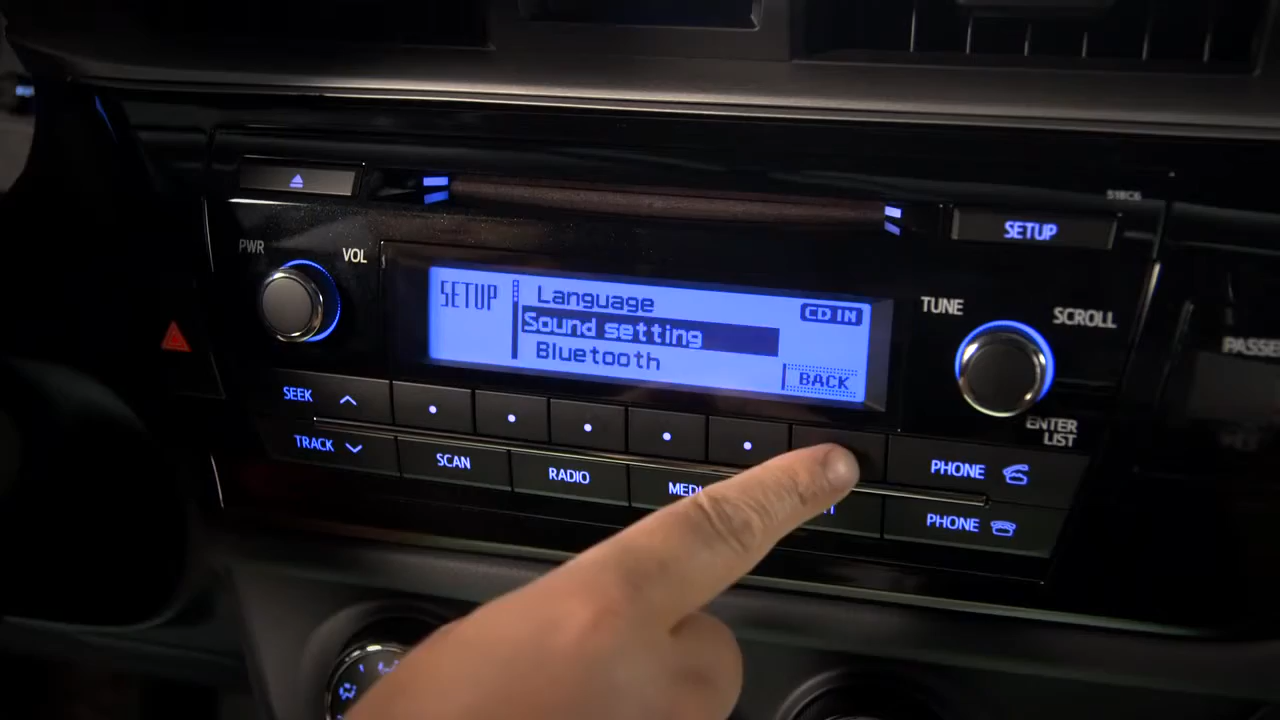 518C6
SETUP
PWR
VOL
SETUP
Language
Sound setting
Bluetooth
CD IN
BACK
TUNE
SCROLL
ENTER
LIST
SEEK
TRACK
SCAN
RADIO
PHONE
PHONE